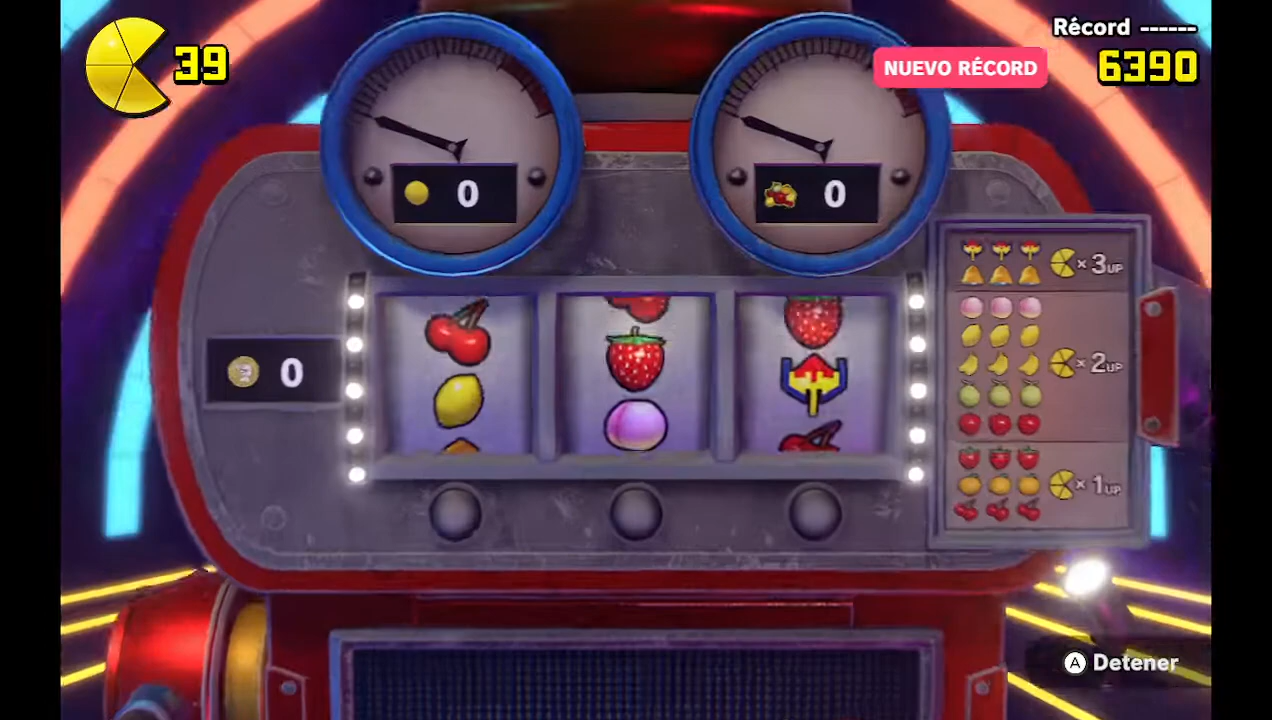 39
Récord ------
NUEVO RÉCORD
6390
0
0
0
× 3UP
× 2UP
× 1UP
A Detener